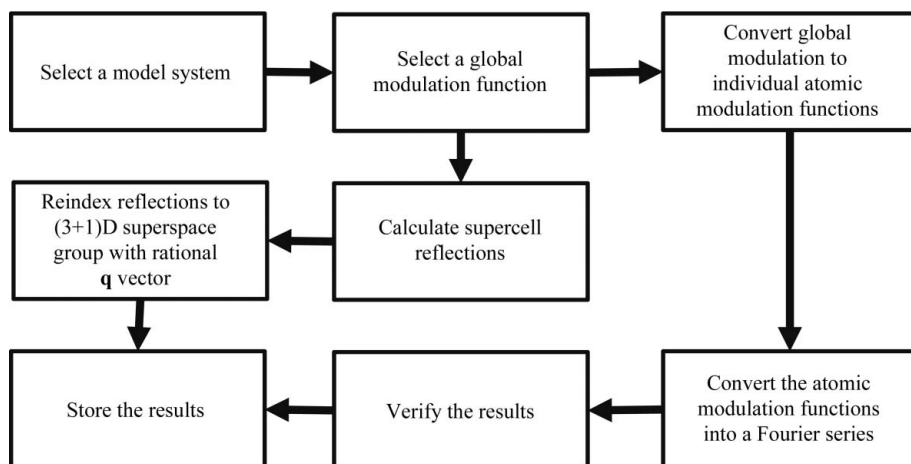 Select a model system
Select a global
modulation function
Convert global
modulation to
individual atomic
modulation functions
Reindex reflections to
(3+1)D superspace
group with rational
q vector
Calculate supercell
reflections
Store the results
Verify the results
Convert the atomic
modulation functions
into a Fourier series